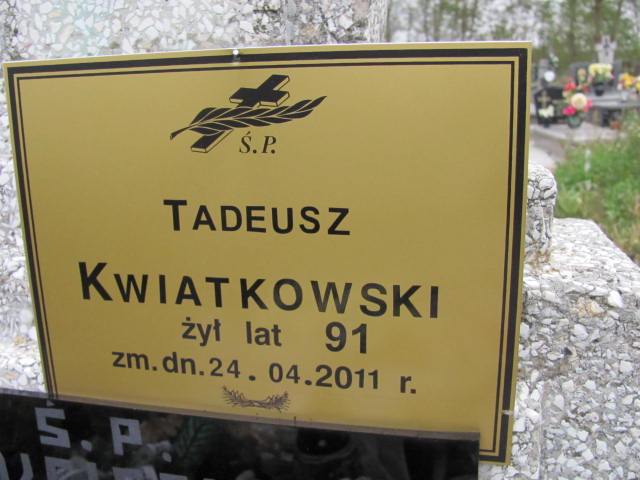 Ś.P.
TADEUSZ
KWIATKOWSKI
żył lat 91
zm.dn.24.04.2011 r.
Ś.P.